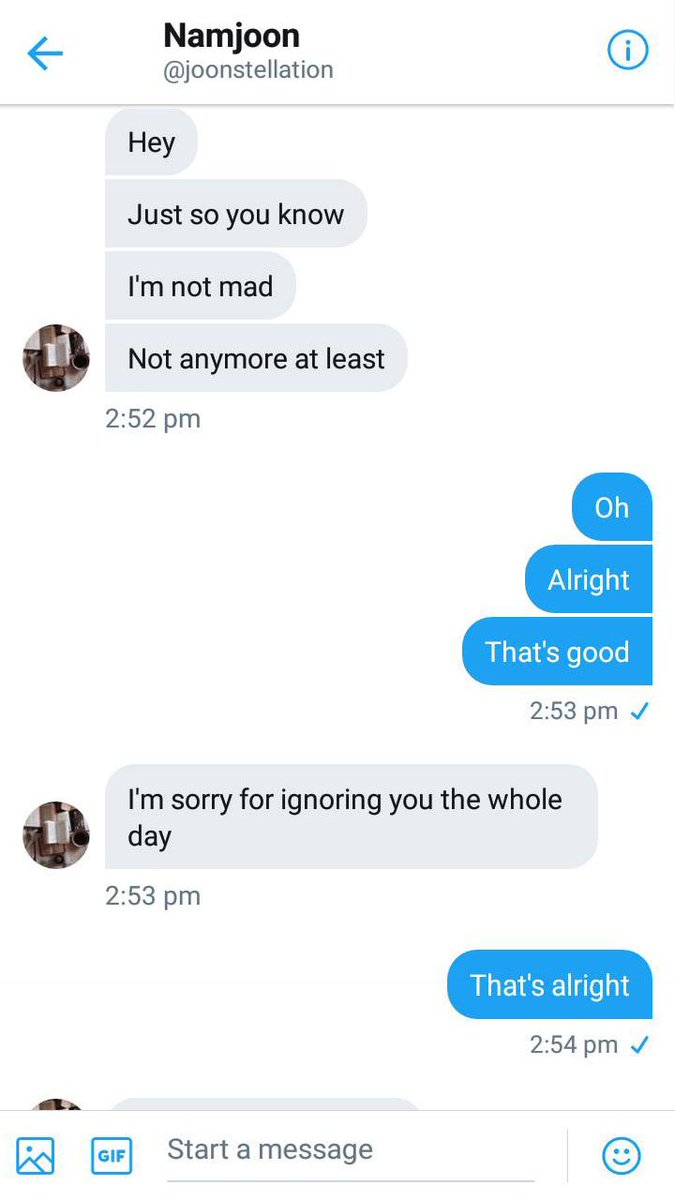 Namjoon
@joonstellation
Hey
Just so you know
I'm not mad
Not anymore at least
2:52 pm
Oh
Alright
That's good
2:53 pm
I'm sorry for ignoring you the whole
day
2:53 pm
That's alright
2:54 pm
GIF
Start a message